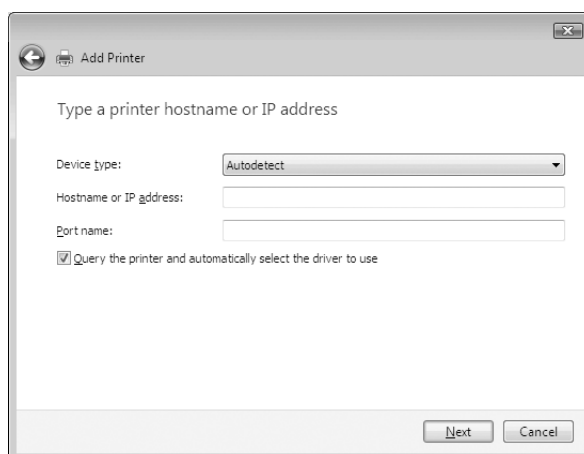 Add Printer
Type a printer hostname or IP address
Device type: Autodetect
Hostname or IP address:
Port name:
Query the printer and automatically select the driver to use
Next Cancel